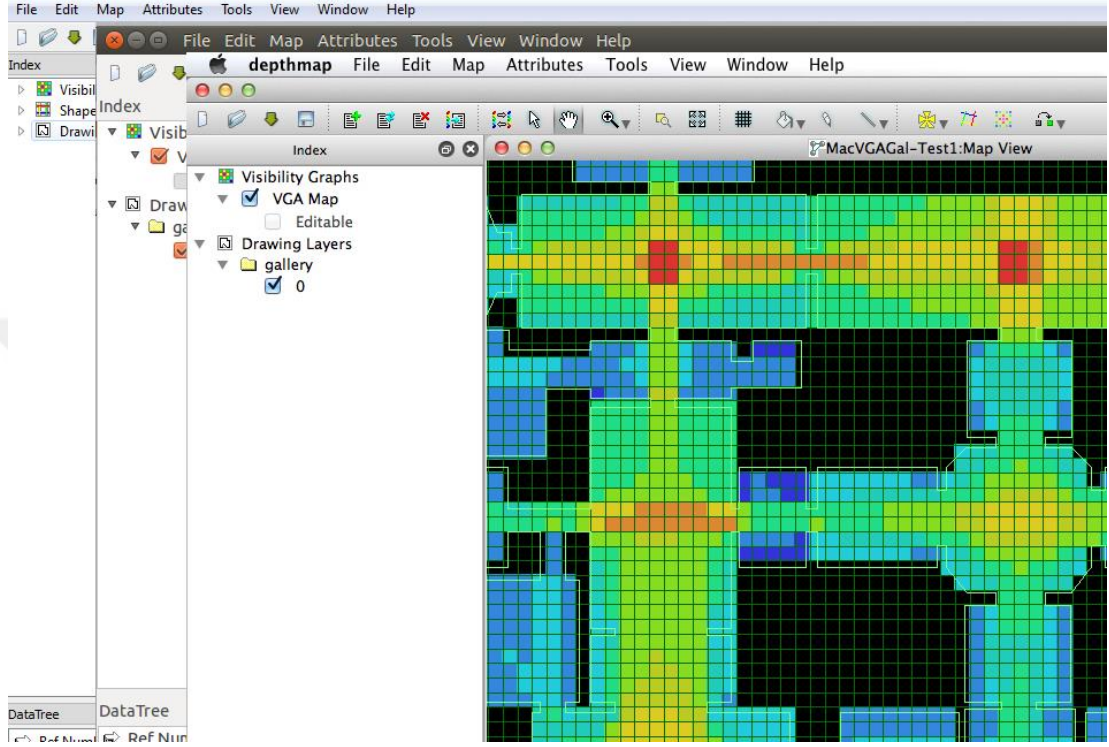 File Edit Map Attributes Tools View Window Help
File Edit Map Attributes Tools View Window Help
depthmap File Edit Map Attributes Tools View Window Help
Index
Visibil
Shape
Drawi
Index
Visib
V
Draw
ga
Index
Visibility Graphs
VGA Map
Editable
Drawing Layers
gallery
0
MacVGAGal-Test1:Map View
DataTree
DataTree
Ref Num
Ref Num